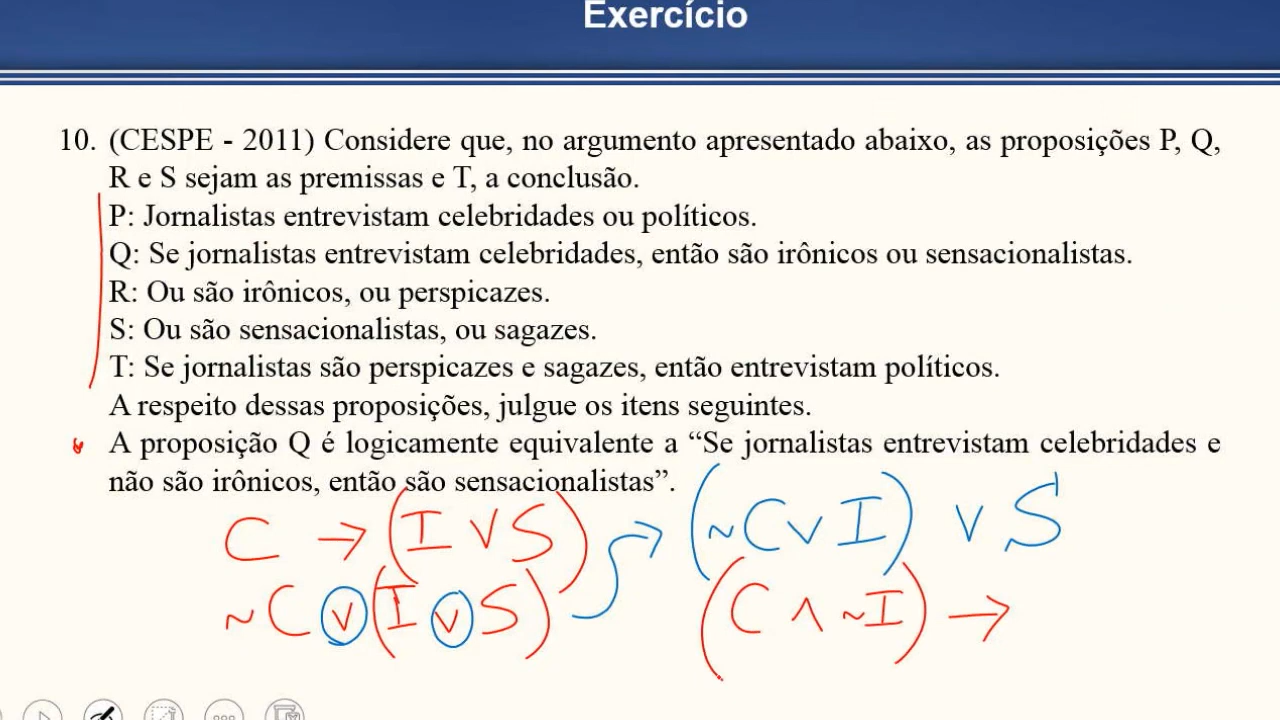 Exercício
10. (CESPE - 2011) Considere que, no argumento apresentado abaixo, as proposições P, Q,
R e S sejam as premissas e T, a conclusão.
P: Jornalistas entrevistam celebridades ou políticos.
Q: Se jornalistas entrevistam celebridades, então são irônicos ou sensacionalistas.
R: Ou são irônicos, ou perspicazes.
S: Ou são sensacionalistas, ou sagazes.
T: Se jornalistas são perspicazes e sagazes, então entrevistam políticos.
A respeito dessas proposições, julgue os itens seguintes.
A proposição Q é logicamente equivalente a “Se jornalistas entrevistam celebridades e
não são irônicos, então são sensacionalistas”.
C → (I ∨ S)
(~C ∨ I) ∨ S
~C ∨ (I ∨ S)
(C ∧ ~I) →